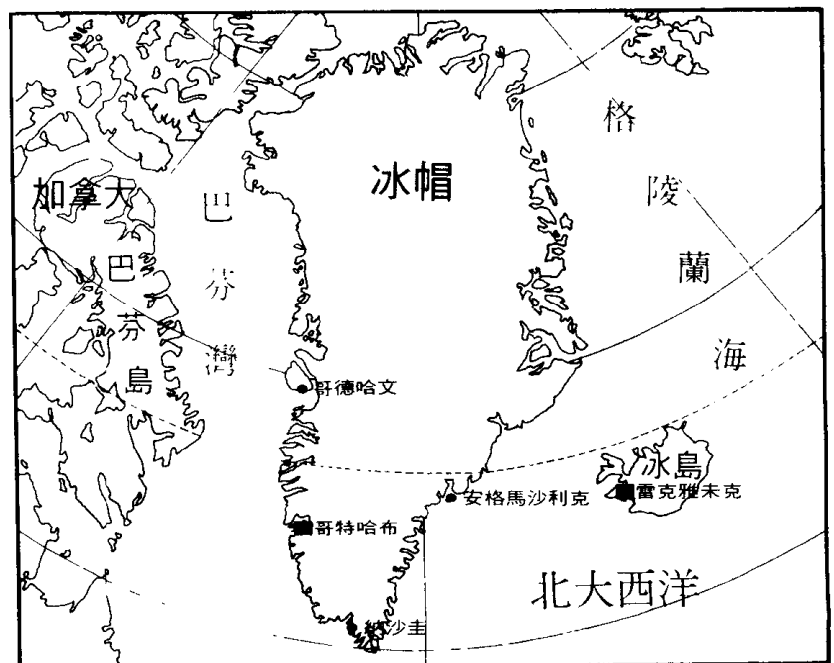 加拿大
巴芬島
巴芬灣
冰帽
格陵蘭海
哥德哈文
冰島
雷克雅未克
安格馬沙利克
哥特哈布
北大西洋
沙圭